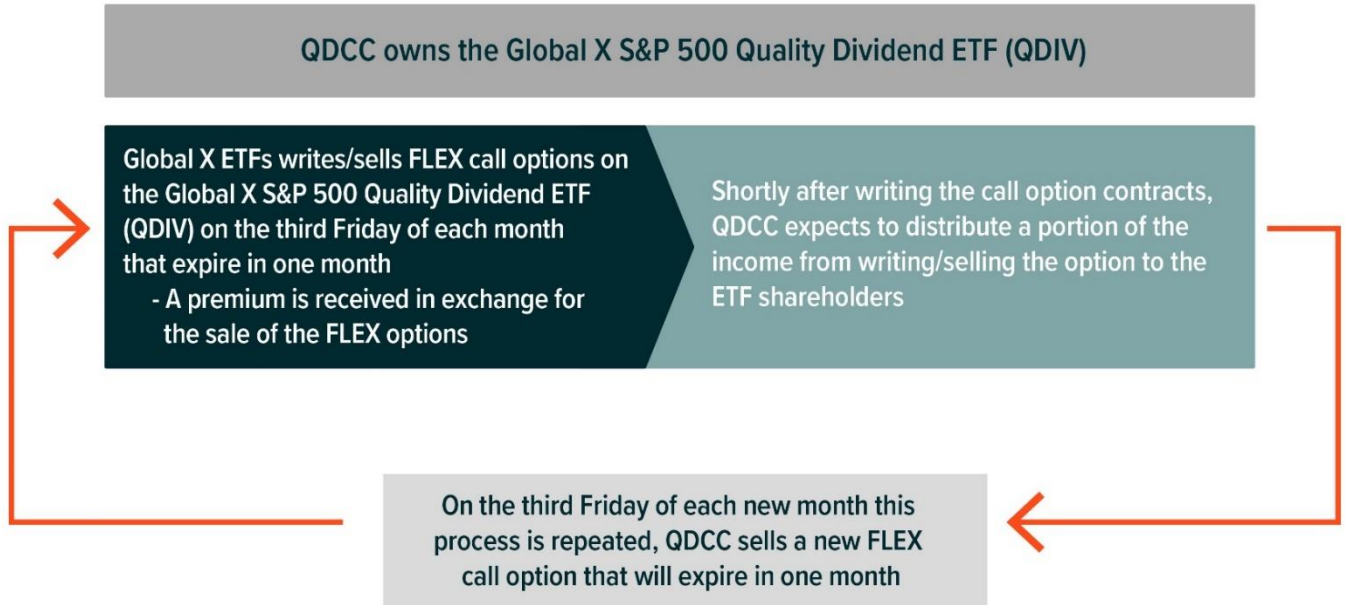 QDCC owns the Global X S&P 500 Quality Dividend ETF (QDIV)
Global X ETFs writes/sells FLEX call options on
the Global X S&P 500 Quality Dividend ETF
(QDIV) on the third Friday of each month
that expire in one month
- A premium is received in exchange for
the sale of the FLEX options
Shortly after writing the call option contracts,
QDCC expects to distribute a portion of the
income from writing/selling the option to the
ETF shareholders
On the third Friday of each new month this
process is repeated, QDCC sells a new FLEX
call option that will expire in one month